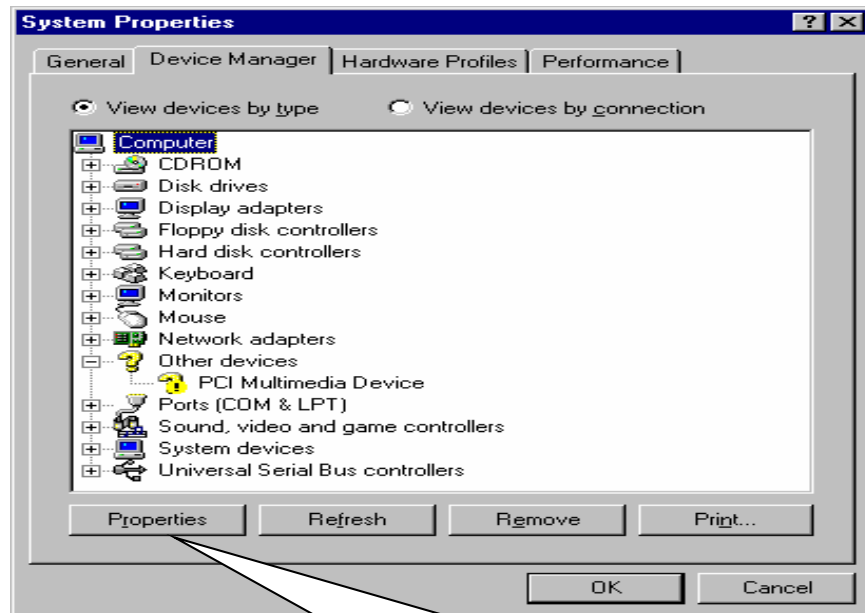 System Properties
General Device Manager Hardware Profiles Performance
View devices by type View devices by connection
Computer
CDROM
Disk drives
Display adapters
Floppy disk controllers
Hard disk controllers
Keyboard
Monitors
Mouse
Network adapters
Other devices
PCI Multimedia Device
Ports (COM & LPT)
Sound, video and game controllers
System devices
Universal Serial Bus controllers
Properties Refresh Remove Print...
OK Cancel